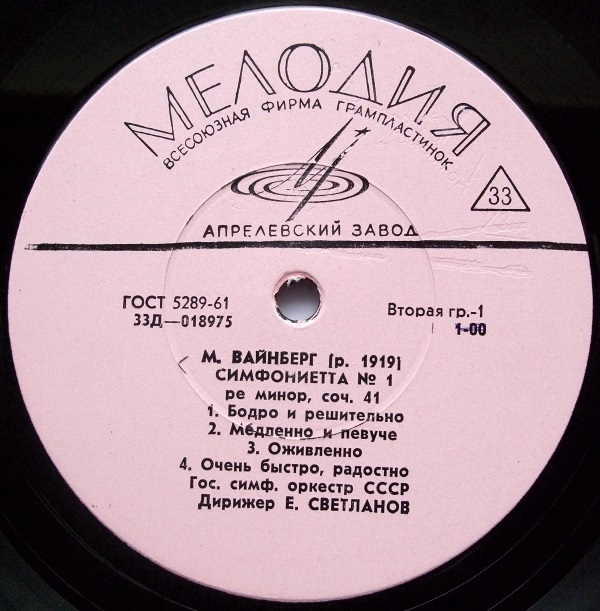 МЕЛОДИЯ
ВСЕСОЮЗНАЯ ФИРМА ГРАМПЛАСТИНОК
33
АПРЕЛЕВСКИЙ ЗАВОД
ГОСТ 5289-61
33Д—018975
Вторая гр.-1
1-00
М. ВАЙНБЕРГ (р. 1919)
СИМФОНИЕТТА № 1
ре минор, соч. 41
1. Бодро и решительно
2. Медленно и певуче
3. Оживленно
4. Очень быстро, радостно
Гос. симф. оркестр СССР
Дирижер Е. СВЕТЛАНОВ